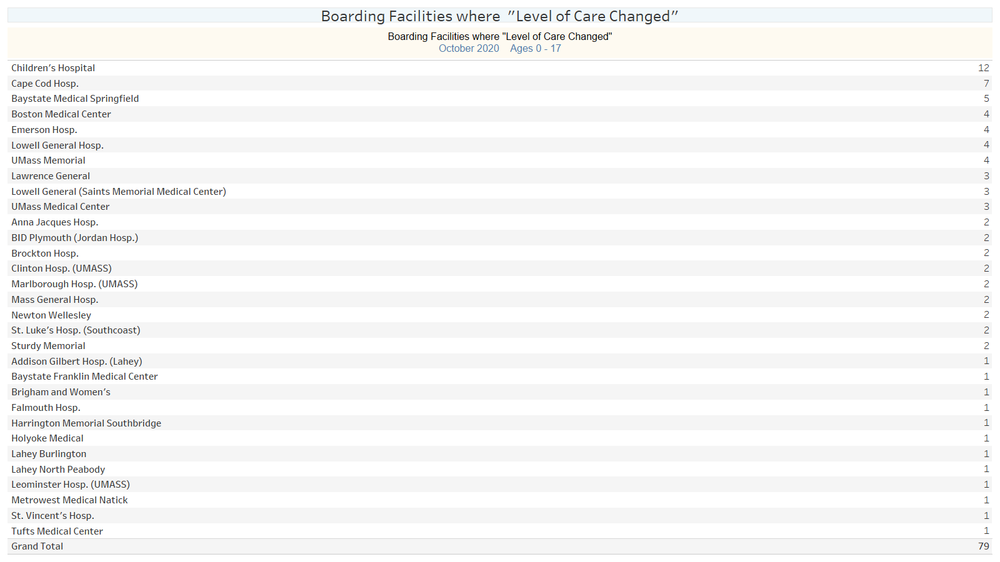 Boarding Facilities where "Level of Care Changed"
Boarding Facilities where "Level of Care Changed"
October 2020 Ages 0 - 17
Children's Hospital 12
Cape Cod Hosp. 7
Baystate Medical Springfield 5
Boston Medical Center 4
Emerson Hosp. 4
Lowell General Hosp. 4
UMass Memorial 4
Lawrence General 3
Lowell General (Saints Memorial Medical Center) 3
UMass Medical Center 3
Anna Jacques Hosp. 2
BID Plymouth (Jordan Hosp.) 2
Brockton Hosp. 2
Clinton Hosp. (UMASS) 2
Marlborough Hosp. (UMASS) 2
Mass General Hosp. 2
Newton Wellesley 2
St. Luke's Hosp. (Southcoast) 2
Sturdy Memorial 2
Addison Gilbert Hosp. (Lahey) 1
Baystate Franklin Medical Center 1
Brigham and Women's 1
Falmouth Hosp. 1
Harrington Memorial Southbridge 1
Holyoke Medical 1
Lahey Burlington 1
Lahey North Peabody 1
Leominster Hosp. (UMASS) 1
Metrowest Medical Natick 1
St. Vincent's Hosp. 1
Tufts Medical Center 1
Grand Total 79